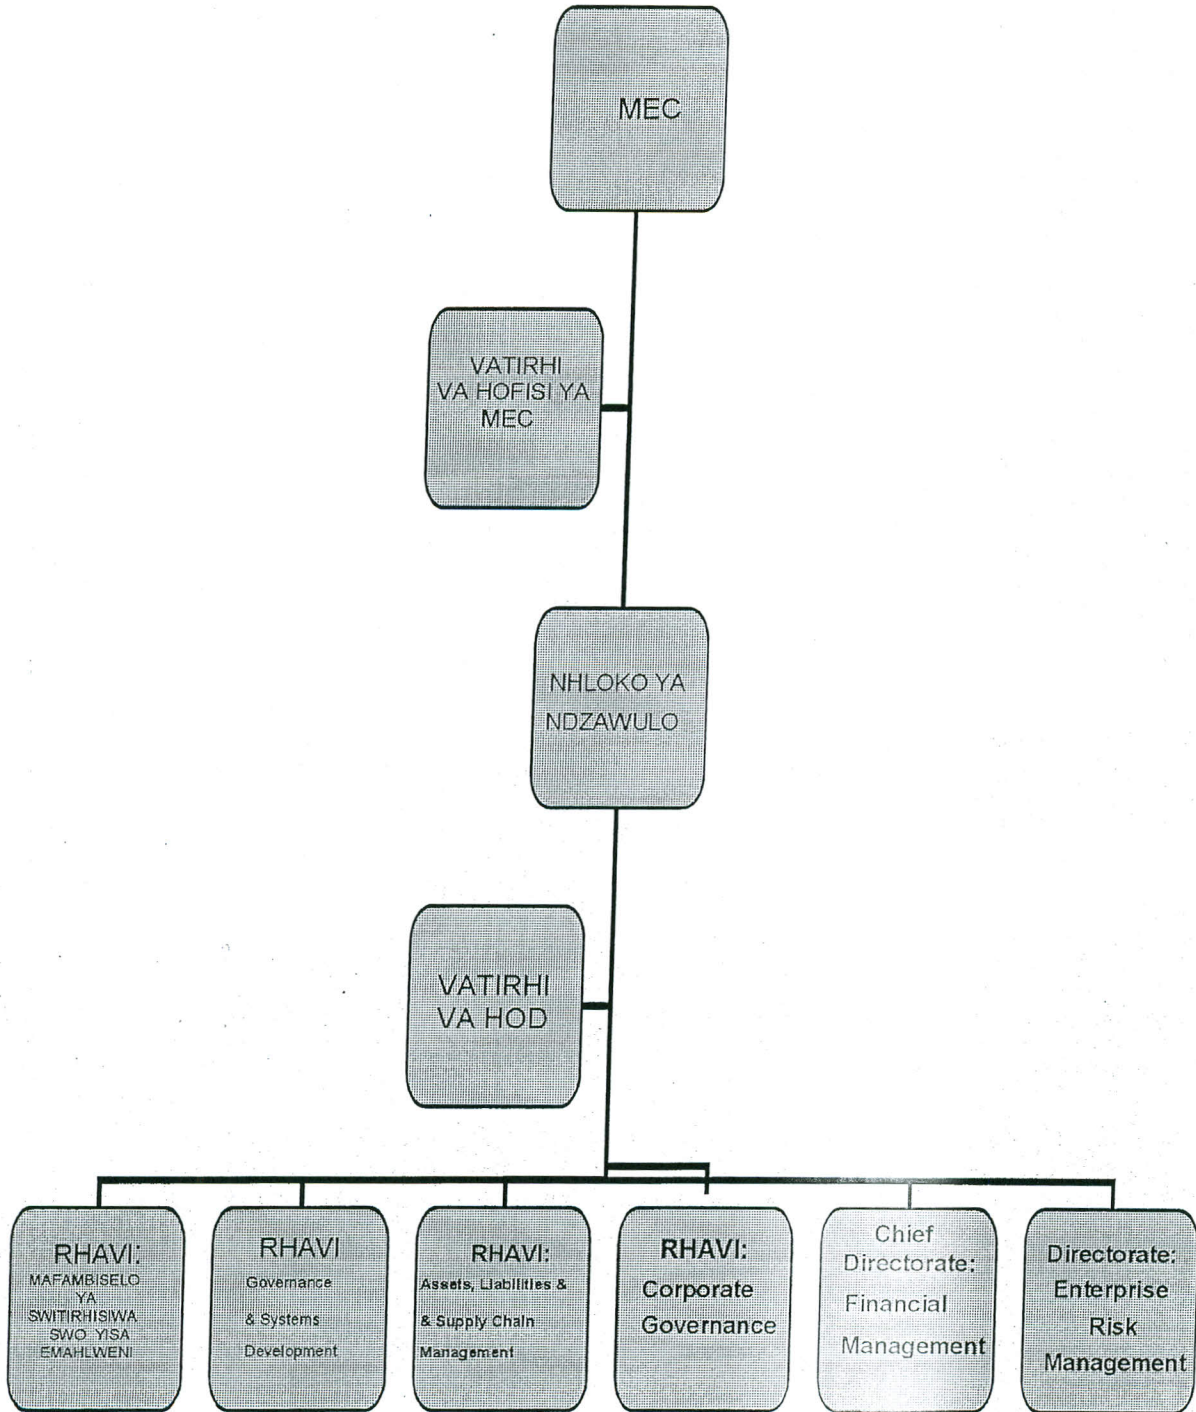 MEC
VATIRHI
VA HOFISI YA
MEC
NHLOKO YA
NDZAWULO
VATIRHI
VA HOD
RHAVI:
MAFAMBISELO
YA
SWITIRHISIWA
SWO YISA
EMAHLWENI
RHAVI
Governance
& Systems
Development
RHAVI:
Assets, Liabilities &
& Supply Chain
Management
RHAVI:
Corporate
Governance
Chief
Directorate:
Financial
Management
Directorate:
Enterprise
Risk
Management